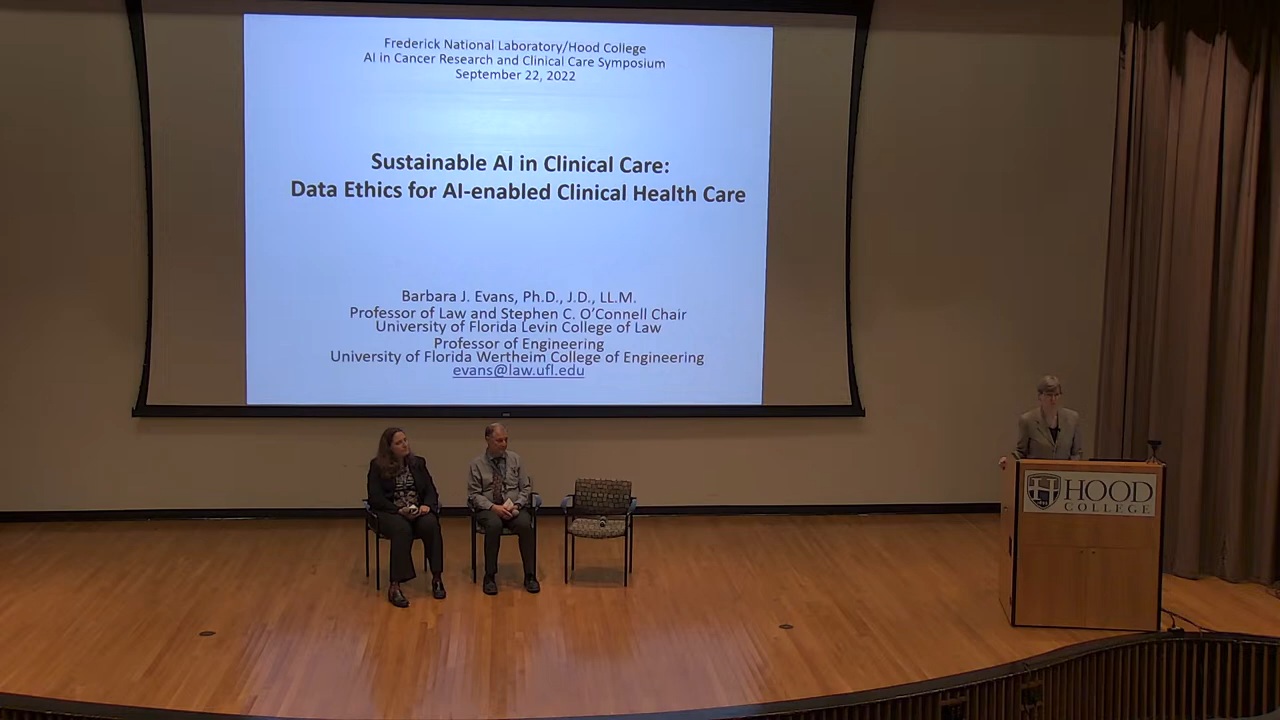 Frederick National Laboratory/Hood College
AI in Cancer Research and Clinical Care Symposium
September 22, 2022
Sustainable AI in Clinical Care:
Data Ethics for AI-enabled Clinical Health Care
Barbara J. Evans, Ph.D., J.D., LL.M.
Professor of Law and Stephen C. O'Connell Chair
University of Florida Levin College of Law
Professor of Engineering
University of Florida Wertheim College of Engineering
evans@law.ufl.edu
HOOD
COLLEGE